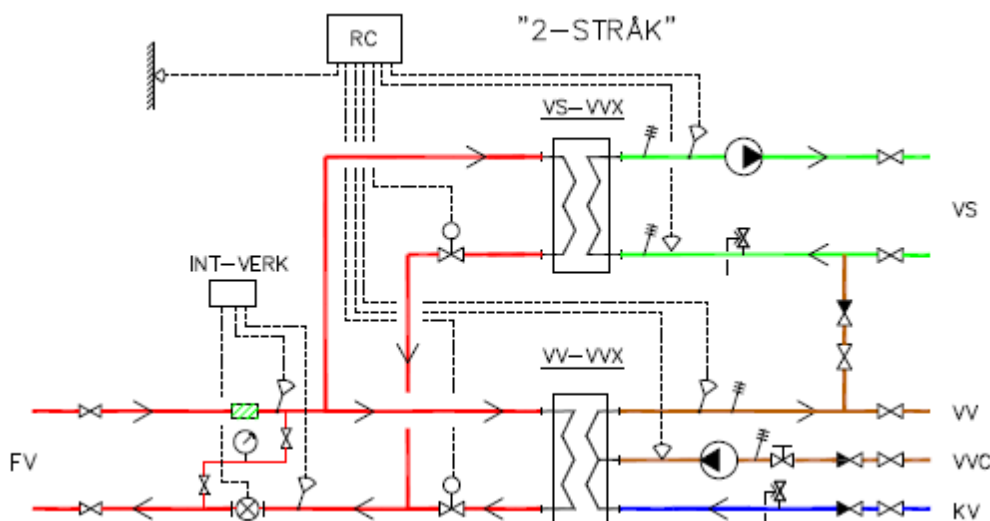 RC
"2-STRÅK"
VS-VVX
VS
INT-VERK
VV-VVX
VV
FV
VVC
KV